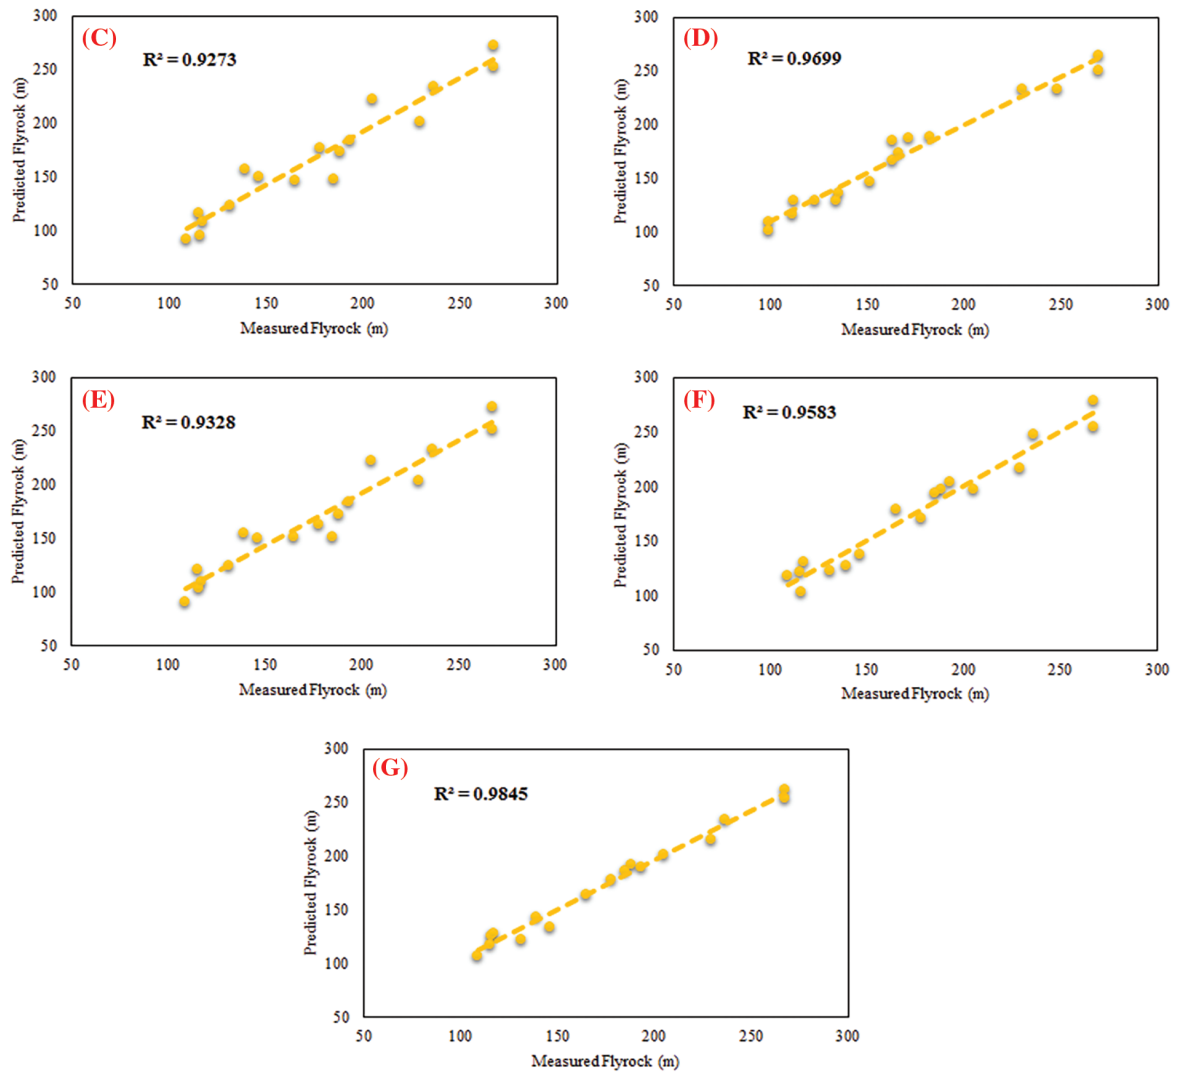 (C)
R² = 0.9273
Predicted Flyrock (m)
300
250
200
150
100
50
50 100 150 200 250 300
Measured Flyrock (m)
(D)
R² = 0.9699
Predicted Flyrock (m)
300
250
200
150
100
50
50 100 150 200 250 300
Measured Flyrock (m)
(E)
R² = 0.9328
Predicted Flyrock (m)
300
250
200
150
100
50
50 100 150 200 250 300
Measured Flyrock (m)
(F)
R² = 0.9583
Predicted Flyrock (m)
300
250
200
150
100
50
50 100 150 200 250 300
Measured Flyrock (m)
(G)
R² = 0.9845
Predicted Flyrock (m)
300
250
200
150
100
50
50 100 150 200 250 300
Measured Flyrock (m)